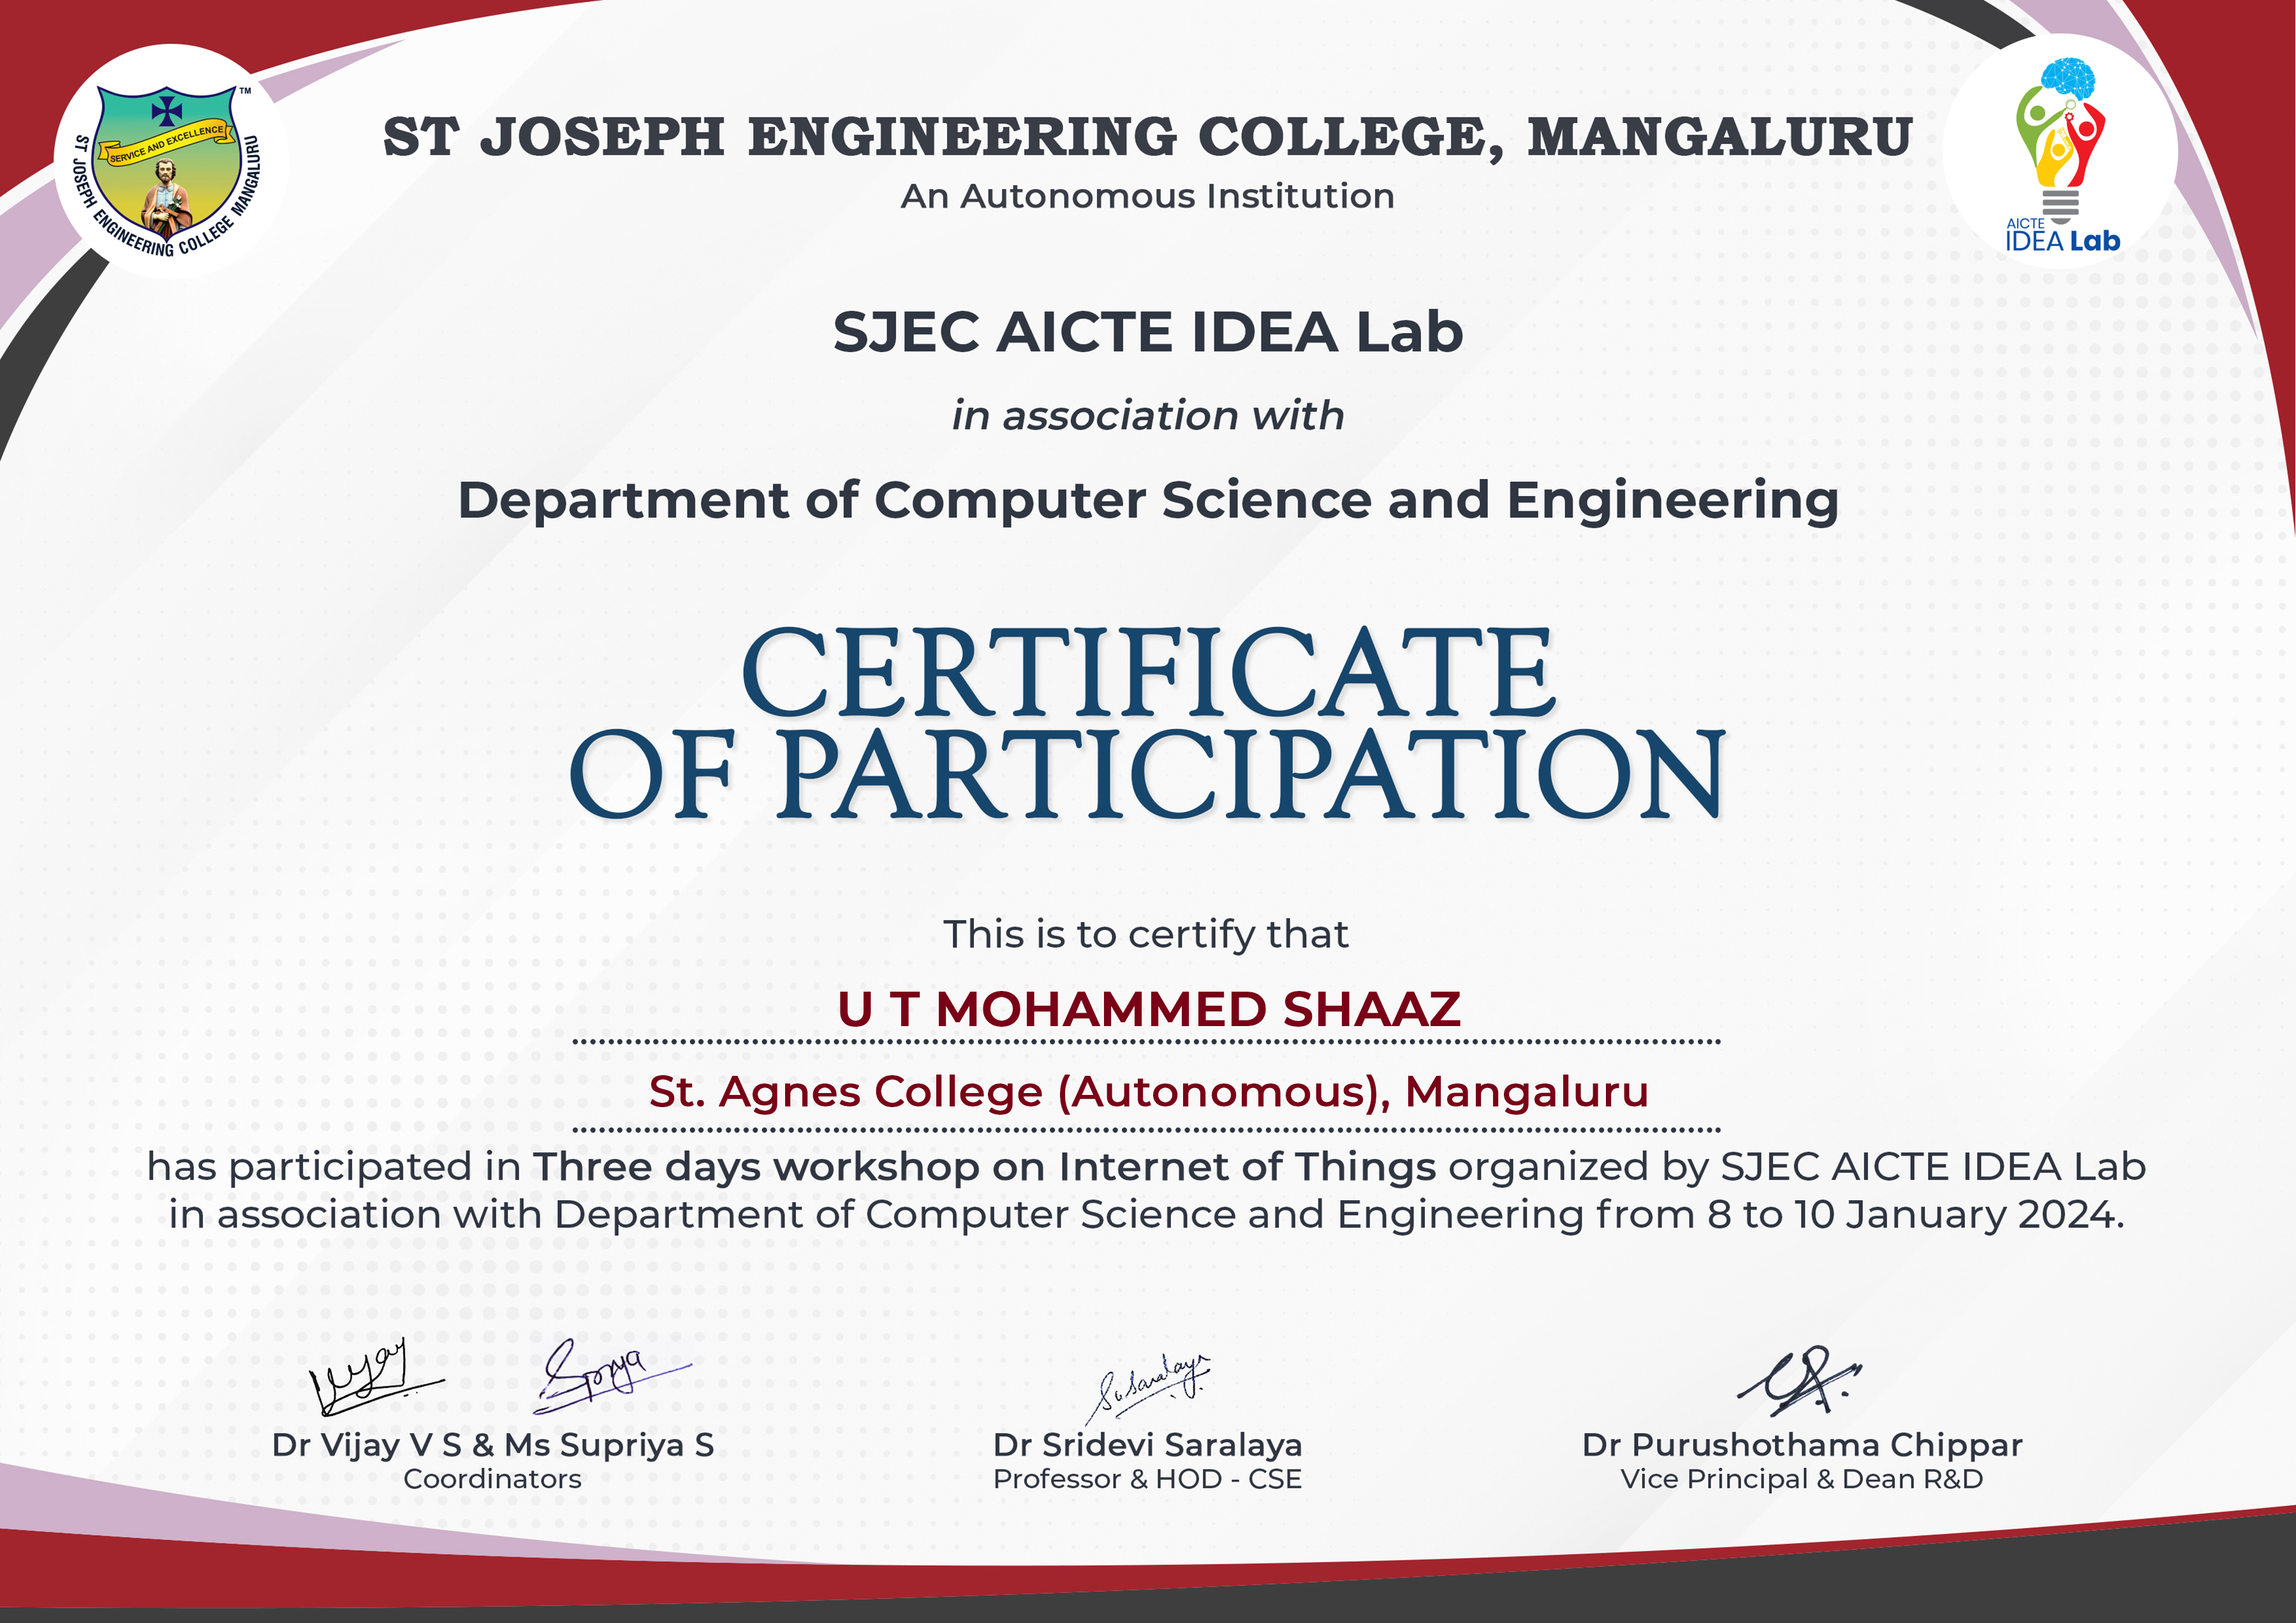 TM
SERVICE AND EXCELLENCE
ST JOSEPH ENGINEERING COLLEGE MANGALURU
ST JOSEPH ENGINEERING COLLEGE, MANGALURU
An Autonomous Institution
AICTE
IDEA Lab
SJEC AICTE IDEA Lab
in association with
Department of Computer Science and Engineering
CERTIFICATE
OF PARTICIPATION
This is to certify that
U T MOHAMMED SHAAZ
St. Agnes College (Autonomous), Mangaluru
has participated in Three days workshop on Internet of Things organized by SJEC AICTE IDEA Lab
in association with Department of Computer Science and Engineering from 8 to 10 January 2024.
Dr Vijay V S & Ms Supriya S
Coordinators
Dr Sridevi Saralaya
Professor & HOD - CSE
Dr Purushothama Chippar
Vice Principal & Dean R&D